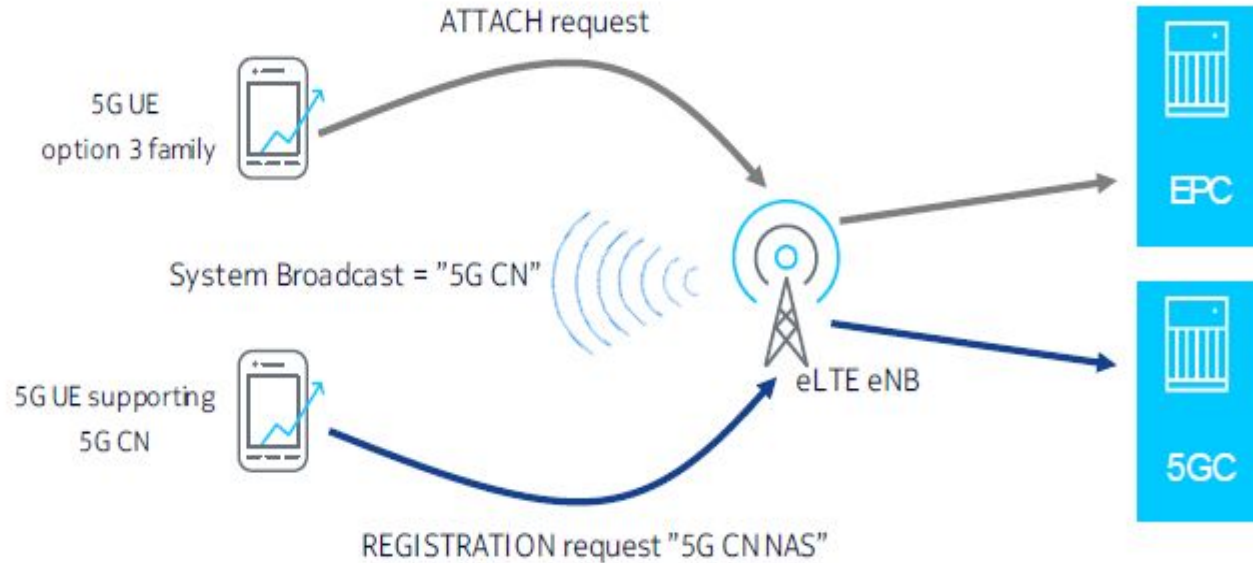 ATTACH request
5G UE
option 3 family
EPC
System Broadcast = "5G CN"
eLTE eNB
5G UE supporting
5G CN
5GC
REGISTRATION request "5G CN NAS"